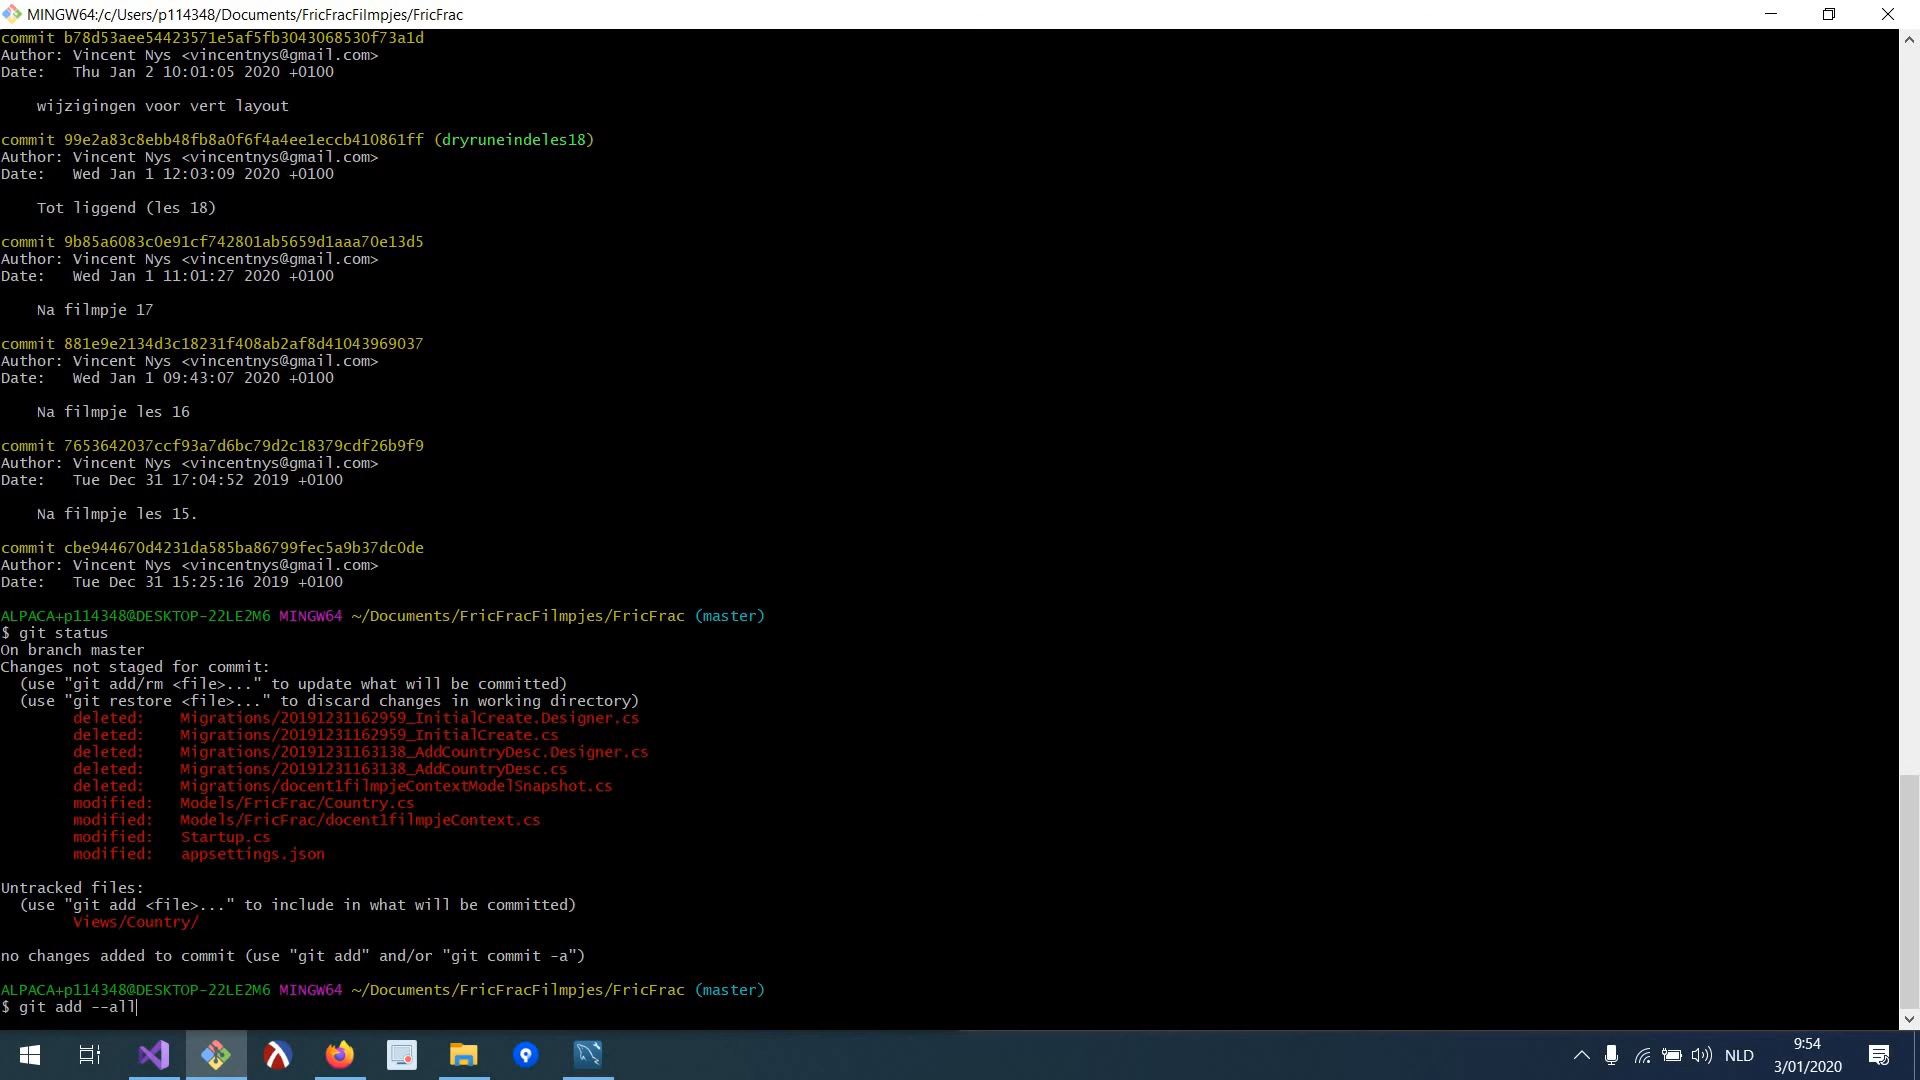 MINGW64:/c/Users/p114348/Documents/FricFracFilmpjes/FricFrac
commit b78d53aee54423571e5af5fb3043068530f73a1d
Author: Vincent Nys <vincentnys@gmail.com>
Date:   Thu Jan 2 10:01:05 2020 +0100
wijzigingen voor vert layout
commit 99e2a83c8ebb48fb8a0f6f4a4ee1eccb410861ff (dryruneindeles18)
Author: Vincent Nys <vincentnys@gmail.com>
Date:   Wed Jan 1 12:03:09 2020 +0100
Tot liggend (les 18)
commit 9b85a6083c0e91cf742801ab5659d1aaa70e13d5
Author: Vincent Nys <vincentnys@gmail.com>
Date:   Wed Jan 1 11:01:27 2020 +0100
Na filmpje 17
commit 881e9e2134d3c18231f408ab2af8d41043969037
Author: Vincent Nys <vincentnys@gmail.com>
Date:   Wed Jan 1 09:43:07 2020 +0100
Na filmpje les 16
commit 7653642037ccf93a7d6bc79d2c18379cdf26b9f9
Author: Vincent Nys <vincentnys@gmail.com>
Date:   Tue Dec 31 17:04:52 2019 +0100
Na filmpje les 15.
commit cbe944670d4231da585ba86799fec5a9b37dc0de
Author: Vincent Nys <vincentnys@gmail.com>
Date:   Tue Dec 31 15:25:16 2019 +0100
ALPACA+p114348@DESKTOP-22LE2M6 MINGW64 ~/Documents/FricFracFilmpjes/FricFrac (master)
$ git status
On branch master
Changes not staged for commit:
(use "git add/rm <file>..." to update what will be committed)
(use "git restore <file>..." to discard changes in working directory)
deleted:    Migrations/20191231162959_InitialCreate.Designer.cs
deleted:    Migrations/20191231162959_InitialCreate.cs
deleted:    Migrations/20191231163138_AddCountryDesc.Designer.cs
deleted:    Migrations/20191231163138_AddCountryDesc.cs
deleted:    Migrations/docent1filmpjeContextModelSnapshot.cs
modified:   Models/FricFrac/Country.cs
modified:   Models/FricFrac/docent1filmpjeContext.cs
modified:   Startup.cs
modified:   appsettings.json
Untracked files:
(use "git add <file>..." to include in what will be committed)
Views/Country/
no changes added to commit (use "git add" and/or "git commit -a")
ALPACA+p114348@DESKTOP-22LE2M6 MINGW64 ~/Documents/FricFracFilmpjes/FricFrac (master)
$ git add --all
NLD
9:54
3/01/2020